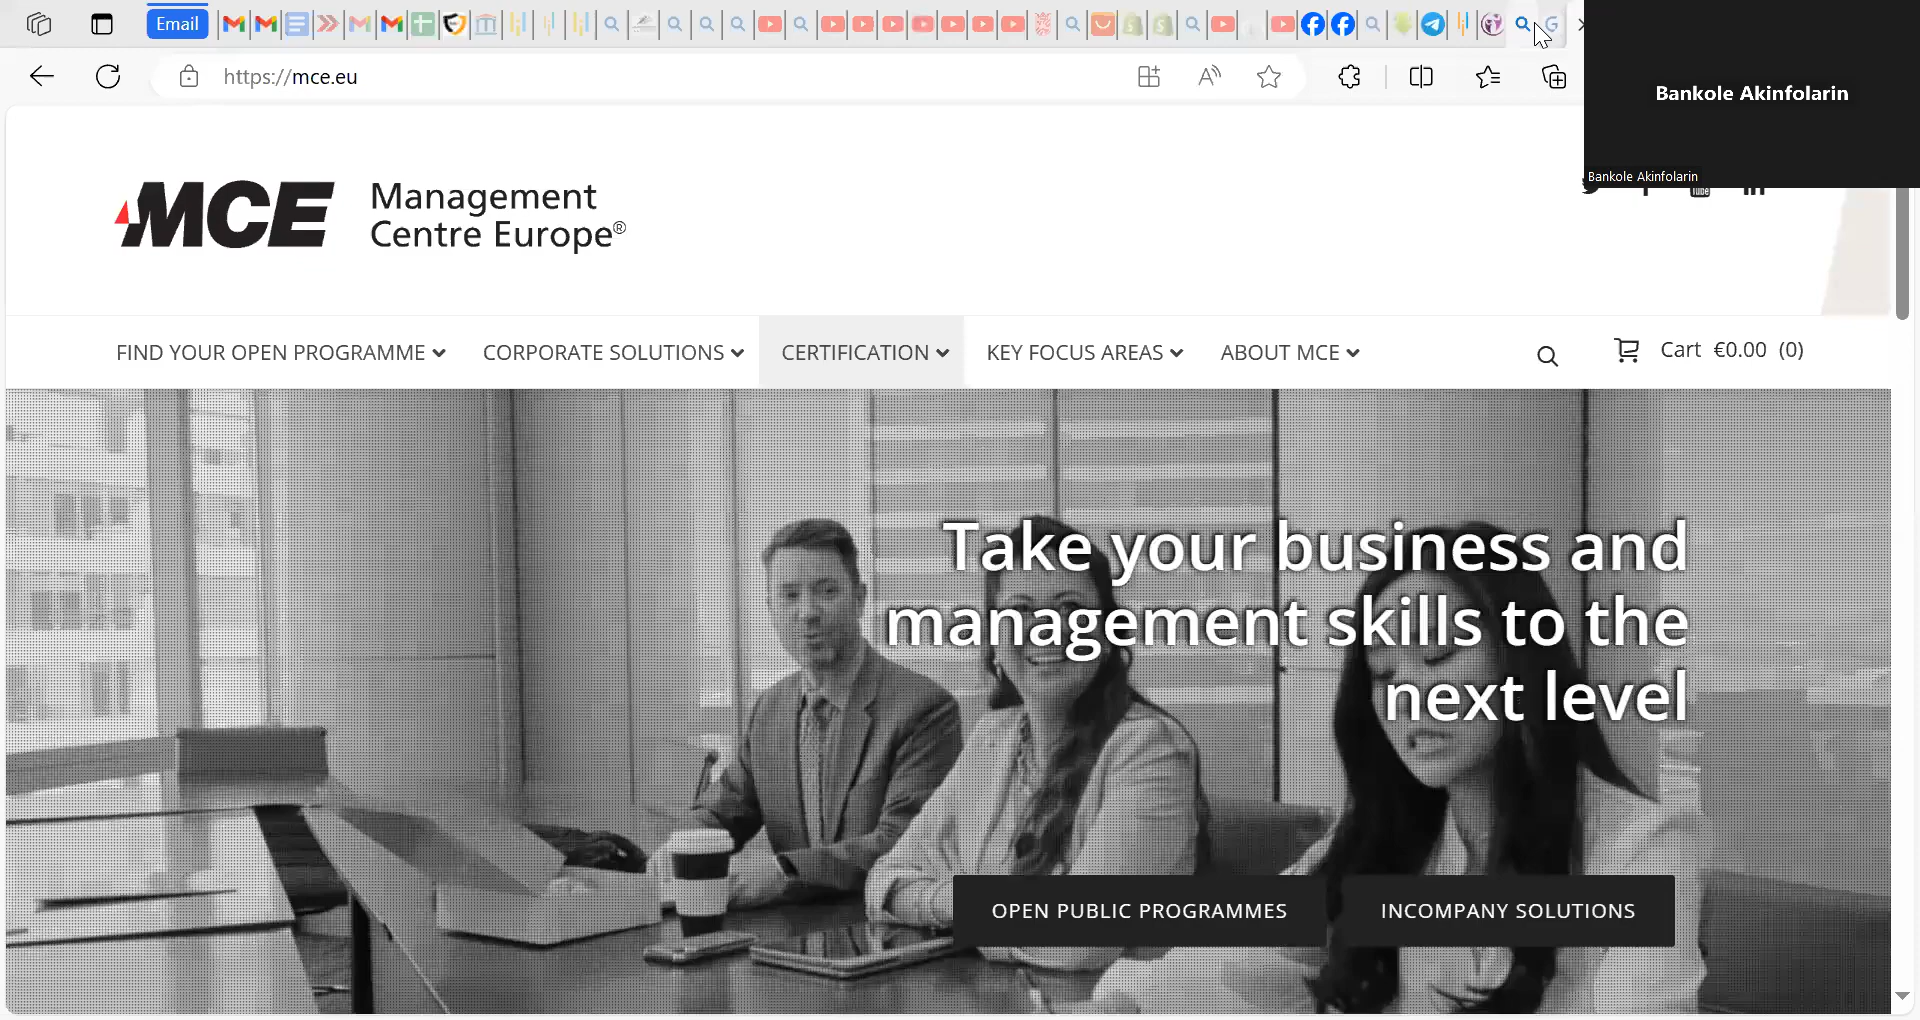 Email
https://mce.eu
Bankole Akinfolarin
Bankole Akinfolarin
MCE Management
Centre Europe®
FIND YOUR OPEN PROGRAMME CORPORATE SOLUTIONS CERTIFICATION KEY FOCUS AREAS ABOUT MCE Cart €0.00 (0)
Take your business and
management skills to the
next level
OPEN PUBLIC PROGRAMMES INCOMPANY SOLUTIONS